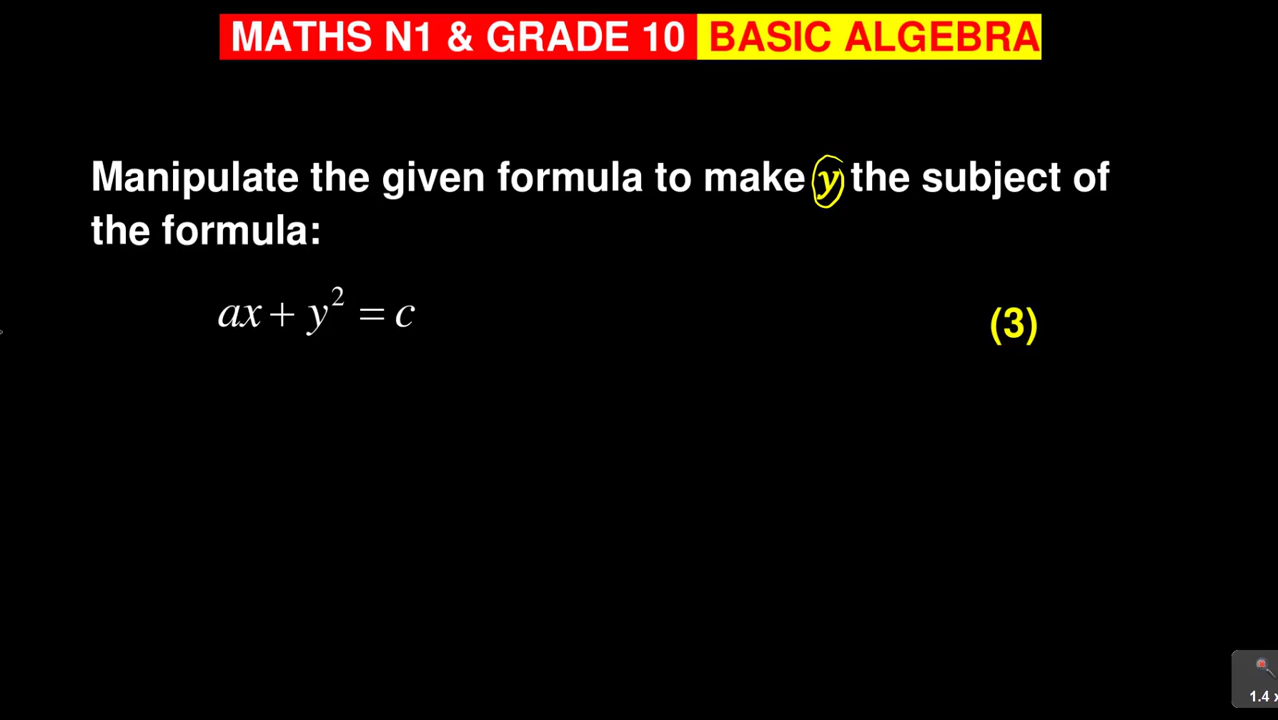 MATHS N1 & GRADE 10 BASIC ALGEBRA
Manipulate the given formula to make y the subject of
the formula:
ax + y² = c (3)
1.4 x